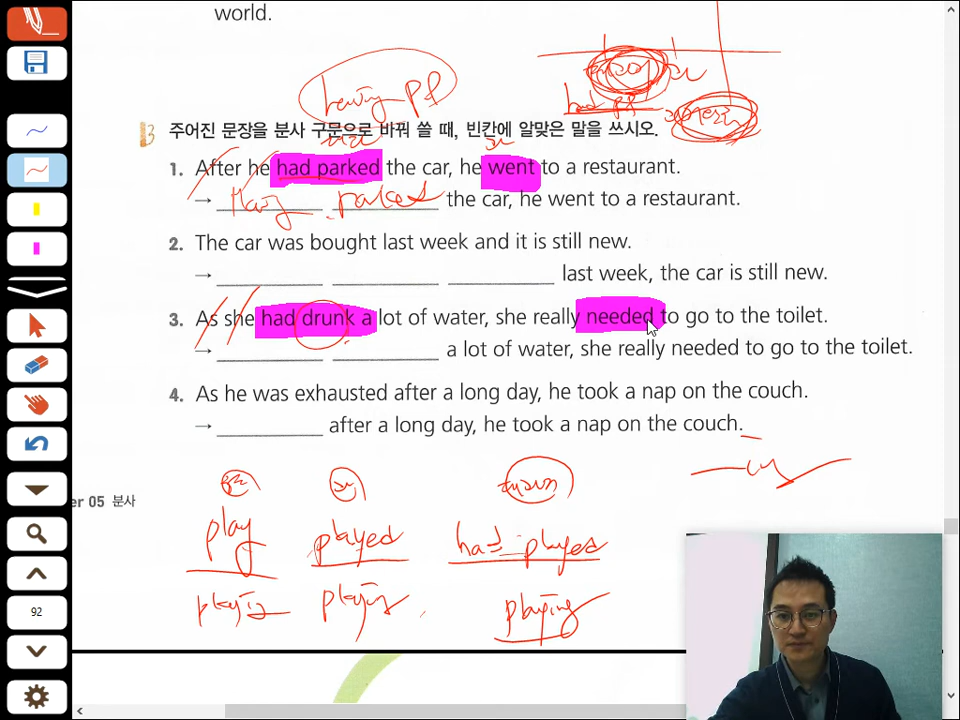 world.
having pp
had pp
B 주어진 문장을 분사 구문으로 바꿔 쓸 때, 빈칸에 알맞은 말을 쓰시오.
1. After he had parked the car, he went to a restaurant.
→ the car, he went to a restaurant.
2. The car was bought last week and it is still new.
→ last week, the car is still new.
3. As she had drunk a lot of water, she really needed to go to the toilet.
→ a lot of water, she really needed to go to the toilet.
4. As he was exhausted after a long day, he took a nap on the couch.
→ after a long day, he took a nap on the couch.
er 05 분사
play played had played
playing playing playing
92